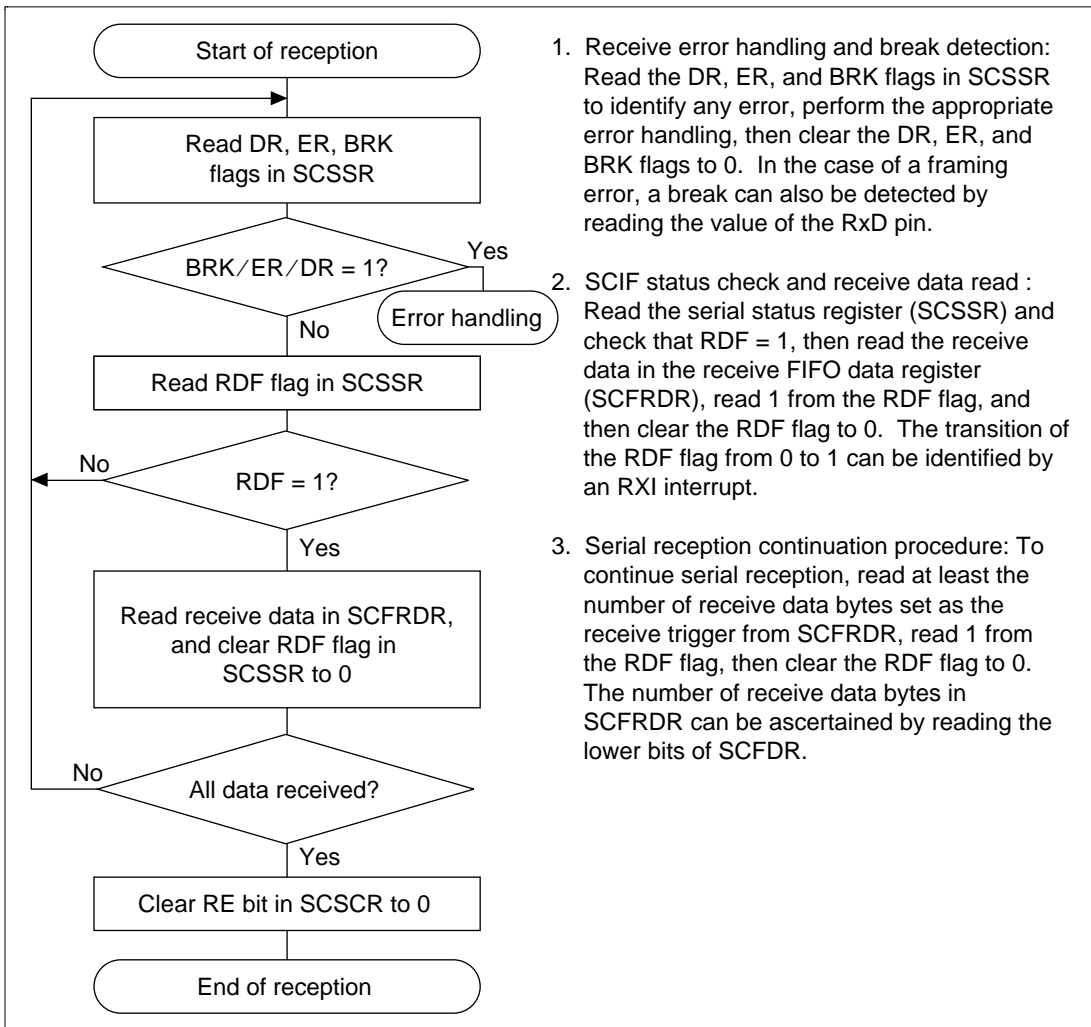 Start of reception
Read DR, ER, BRK
flags in SCSSR
BRK/ER/DR = 1?
Yes
Error handling
No
Read RDF flag in SCSSR
No
RDF = 1?
Yes
Read receive data in SCFRDR,
and clear RDF flag in
SCSSR to 0
No
All data received?
Yes
Clear RE bit in SCSCR to 0
End of reception
1. Receive error handling and break detection:
Read the DR, ER, and BRK flags in SCSSR
to identify any error, perform the appropriate
error handling, then clear the DR, ER, and
BRK flags to 0. In the case of a framing
error, a break can also be detected by
reading the value of the RxD pin.
2. SCIF status check and receive data read :
Read the serial status register (SCSSR) and
check that RDF = 1, then read the receive
data in the receive FIFO data register
(SCFRDR), read 1 from the RDF flag, and
then clear the RDF flag to 0. The transition of
the RDF flag from 0 to 1 can be identified by
an RXI interrupt.
3. Serial reception continuation procedure: To
continue serial reception, read at least the
number of receive data bytes set as the
receive trigger from SCFRDR, read 1 from
the RDF flag, then clear the RDF flag to 0.
The number of receive data bytes in
SCFRDR can be ascertained by reading the
lower bits of SCFDR.